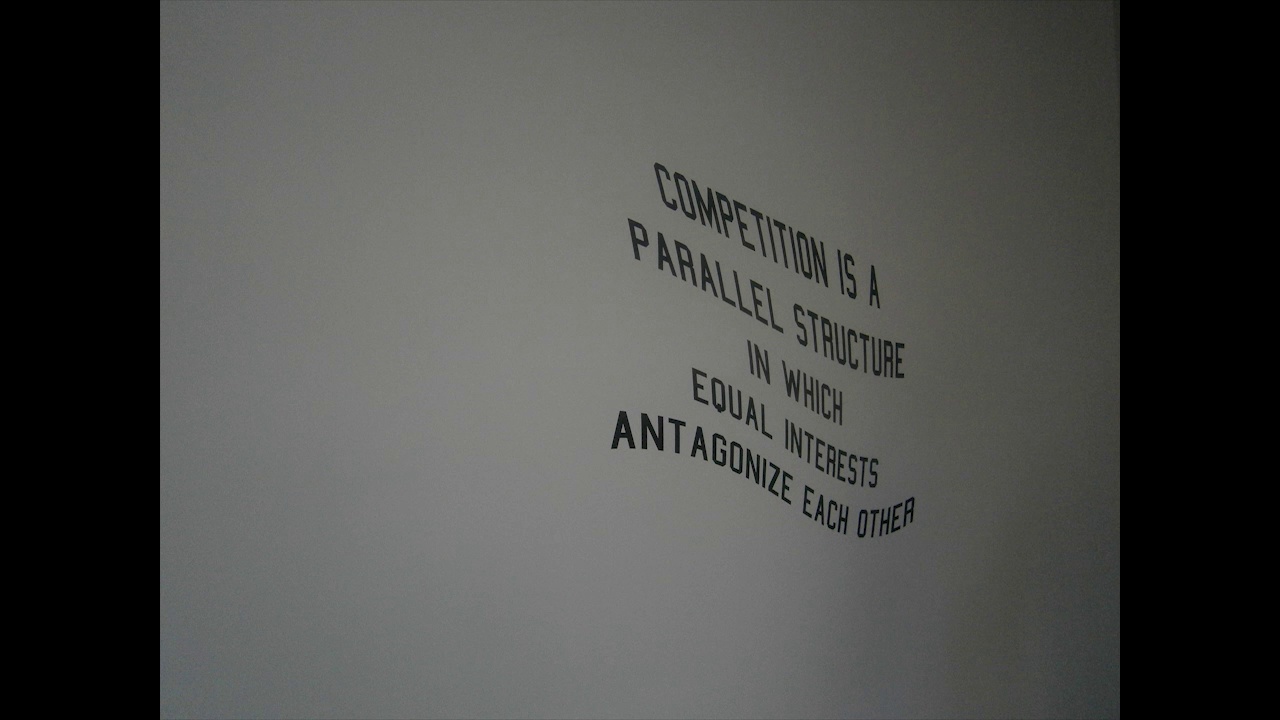 COMPETITION IS A
PARALLEL STRUCTURE
IN WHICH
EQUAL INTERESTS
ANTAGONIZE EACH OTHER